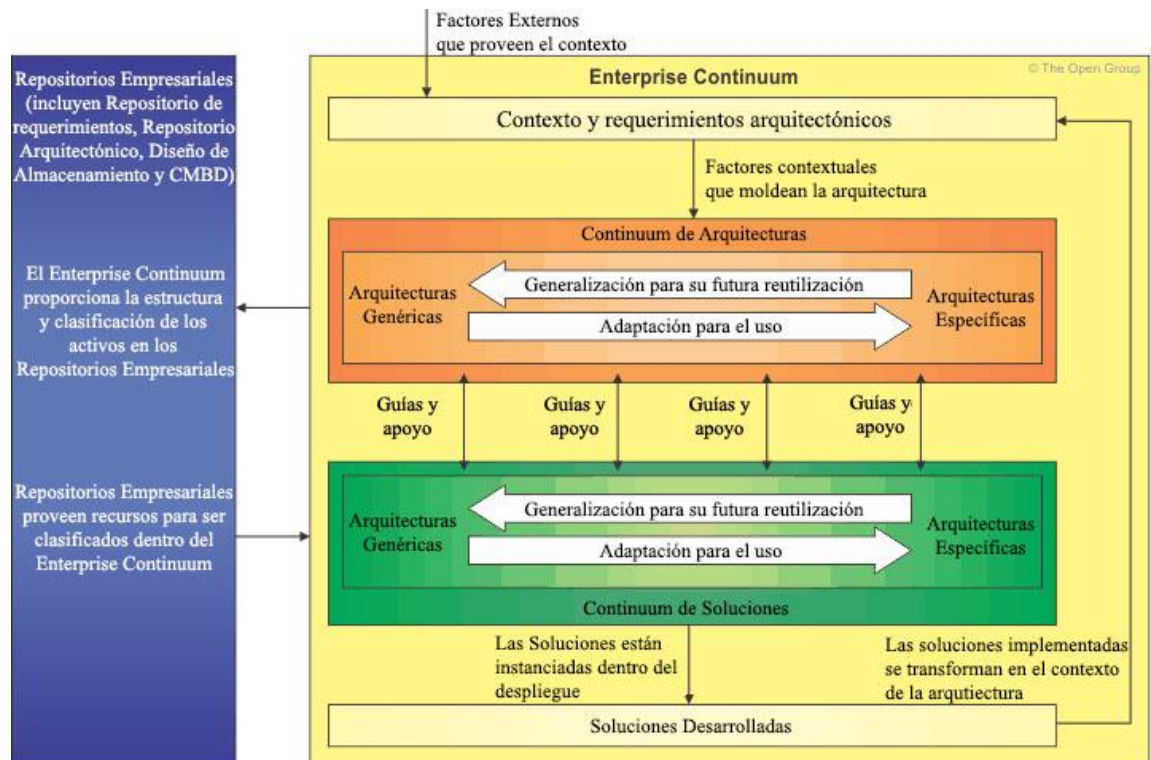 Factores Externos
que proveen el contexto
Repositorios Empresariales
(incluyen Repositorio de
requerimientos, Repositorio
Arquitectónico, Diseño de
Almacenamiento y CMBD)
El Enterprise Continuum
proporciona la estructura
y clasificación de los
activos en los
Repositorios Empresariales
Repositorios Empresariales
proveen recursos para ser
clasificados dentro del
Enterprise Continuum
Enterprise Continuum
© The Open Group
Contexto y requerimientos arquitectónicos
Factores contextuales
que moldean la arquitectura
Continuum de Arquitecturas
Arquitecturas
Genéricas
Generalización para su futura reutilización
Adaptación para el uso
Arquitecturas
Específicas
Guías y
apoyo
Guías y
apoyo
Guías y
apoyo
Guías y
apoyo
Arquitecturas
Genéricas
Generalización para su futura reutilización
Adaptación para el uso
Arquitecturas
Específicas
Continuum de Soluciones
Las Soluciones están
instanciadas dentro del
despliegue
Las soluciones implementadas
se transforman en el contexto
de la arqutiectura
Soluciones Desarrolladas